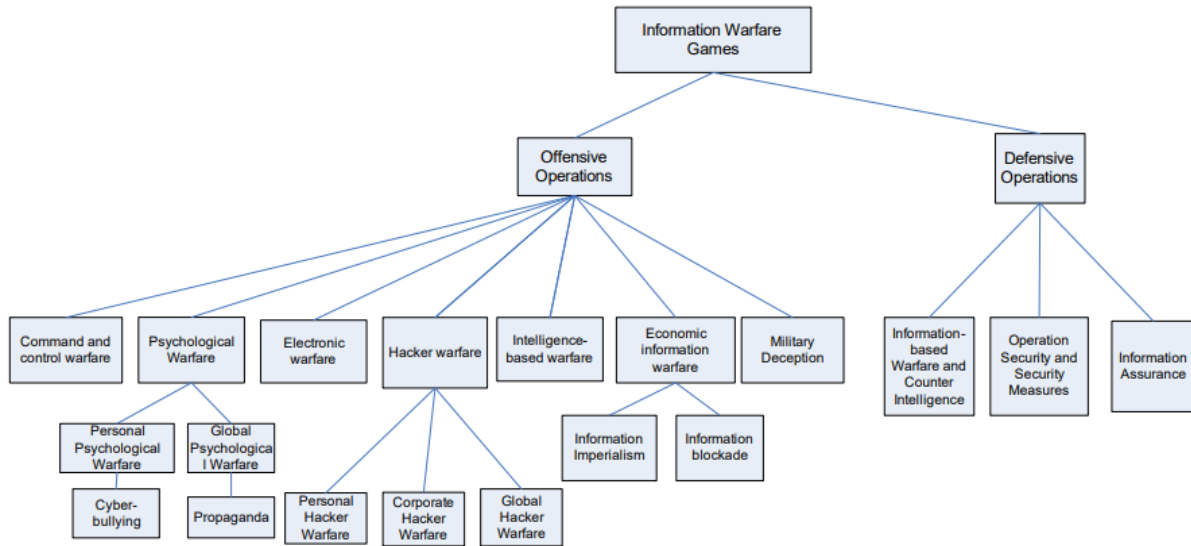 Information Warfare
Games
Offensive
Operations
Defensive
Operations
Command and
control warfare
Psychological
Warfare
Electronic
warfare
Hacker warfare
Intelligence-
based warfare
Economic
information
warfare
Military
Deception
Information-
based
Warfare and
Counter
Intelligence
Operation
Security and
Security
Measures
Information
Assurance
Personal
Psychological
Warfare
Global
Psychologica
l Warfare
Information
Imperialism
Information
blockade
Cyber-
bullying
Propaganda
Personal
Hacker
Warfare
Corporate
Hacker
Warfare
Global
Hacker
Warfare